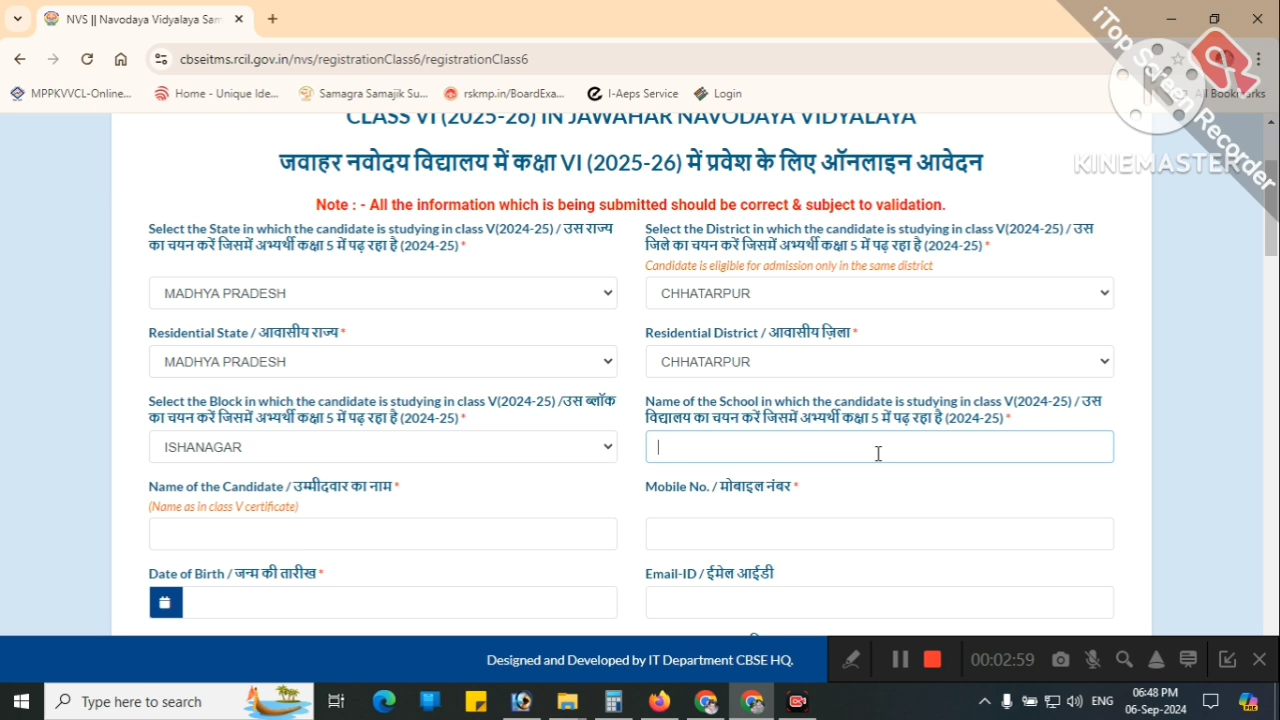 NVS || Navodaya Vidyalaya Sam
cbseitms.rcil.gov.in/nvs/registrationClass6/registrationClass6
MPPKVVCL-Online...
Home - Unique Ide...
Samagra Samajik Su...
rskmp.in/BoardExa...
I-Aeps Service
Login
All Bookmarks
iTop Screen Recorder
KINEMASTER
CLASS VI (2025-26) IN JAWAHAR NAVODAYA VIDYALAYA
जवाहर नवोदय विद्यालय में कक्षा VI (2025-26) में प्रवेश के लिए ऑनलाइन आवेदन
Note : - All the information which is being submitted should be correct & subject to validation.
Select the State in which the candidate is studying in class V(2024-25) / उस राज्य
का चयन करें जिसमें अभ्यर्थी कक्षा 5 में पढ़ रहा है (2024-25) *
Select the District in which the candidate is studying in class V(2024-25) / उस
जिले का चयन करें जिसमें अभ्यर्थी कक्षा 5 में पढ़ रहा है (2024-25) *
Candidate is eligible for admission only in the same district
MADHYA PRADESH
CHHATARPUR
Residential State / आवासीय राज्य *
Residential District / आवासीय ज़िला *
MADHYA PRADESH
CHHATARPUR
Select the Block in which the candidate is studying in class V(2024-25) /उस ब्लॉक
का चयन करें जिसमें अभ्यर्थी कक्षा 5 में पढ़ रहा है (2024-25) *
Name of the School in which the candidate is studying in class V(2024-25) / उस
विद्यालय का चयन करें जिसमें अभ्यर्थी कक्षा 5 में पढ़ रहा है (2024-25) *
ISHANAGAR
Name of the Candidate / उम्मीदवार का नाम *
(Name as in class V certificate)
Mobile No. / मोबाइल नंबर *
Date of Birth / जन्म की तारीख *
Email-ID / ईमेल आईडी
Designed and Developed by IT Department CBSE HQ.
00:02:59
Type here to search
ENG
06:48 PM
06-Sep-2024